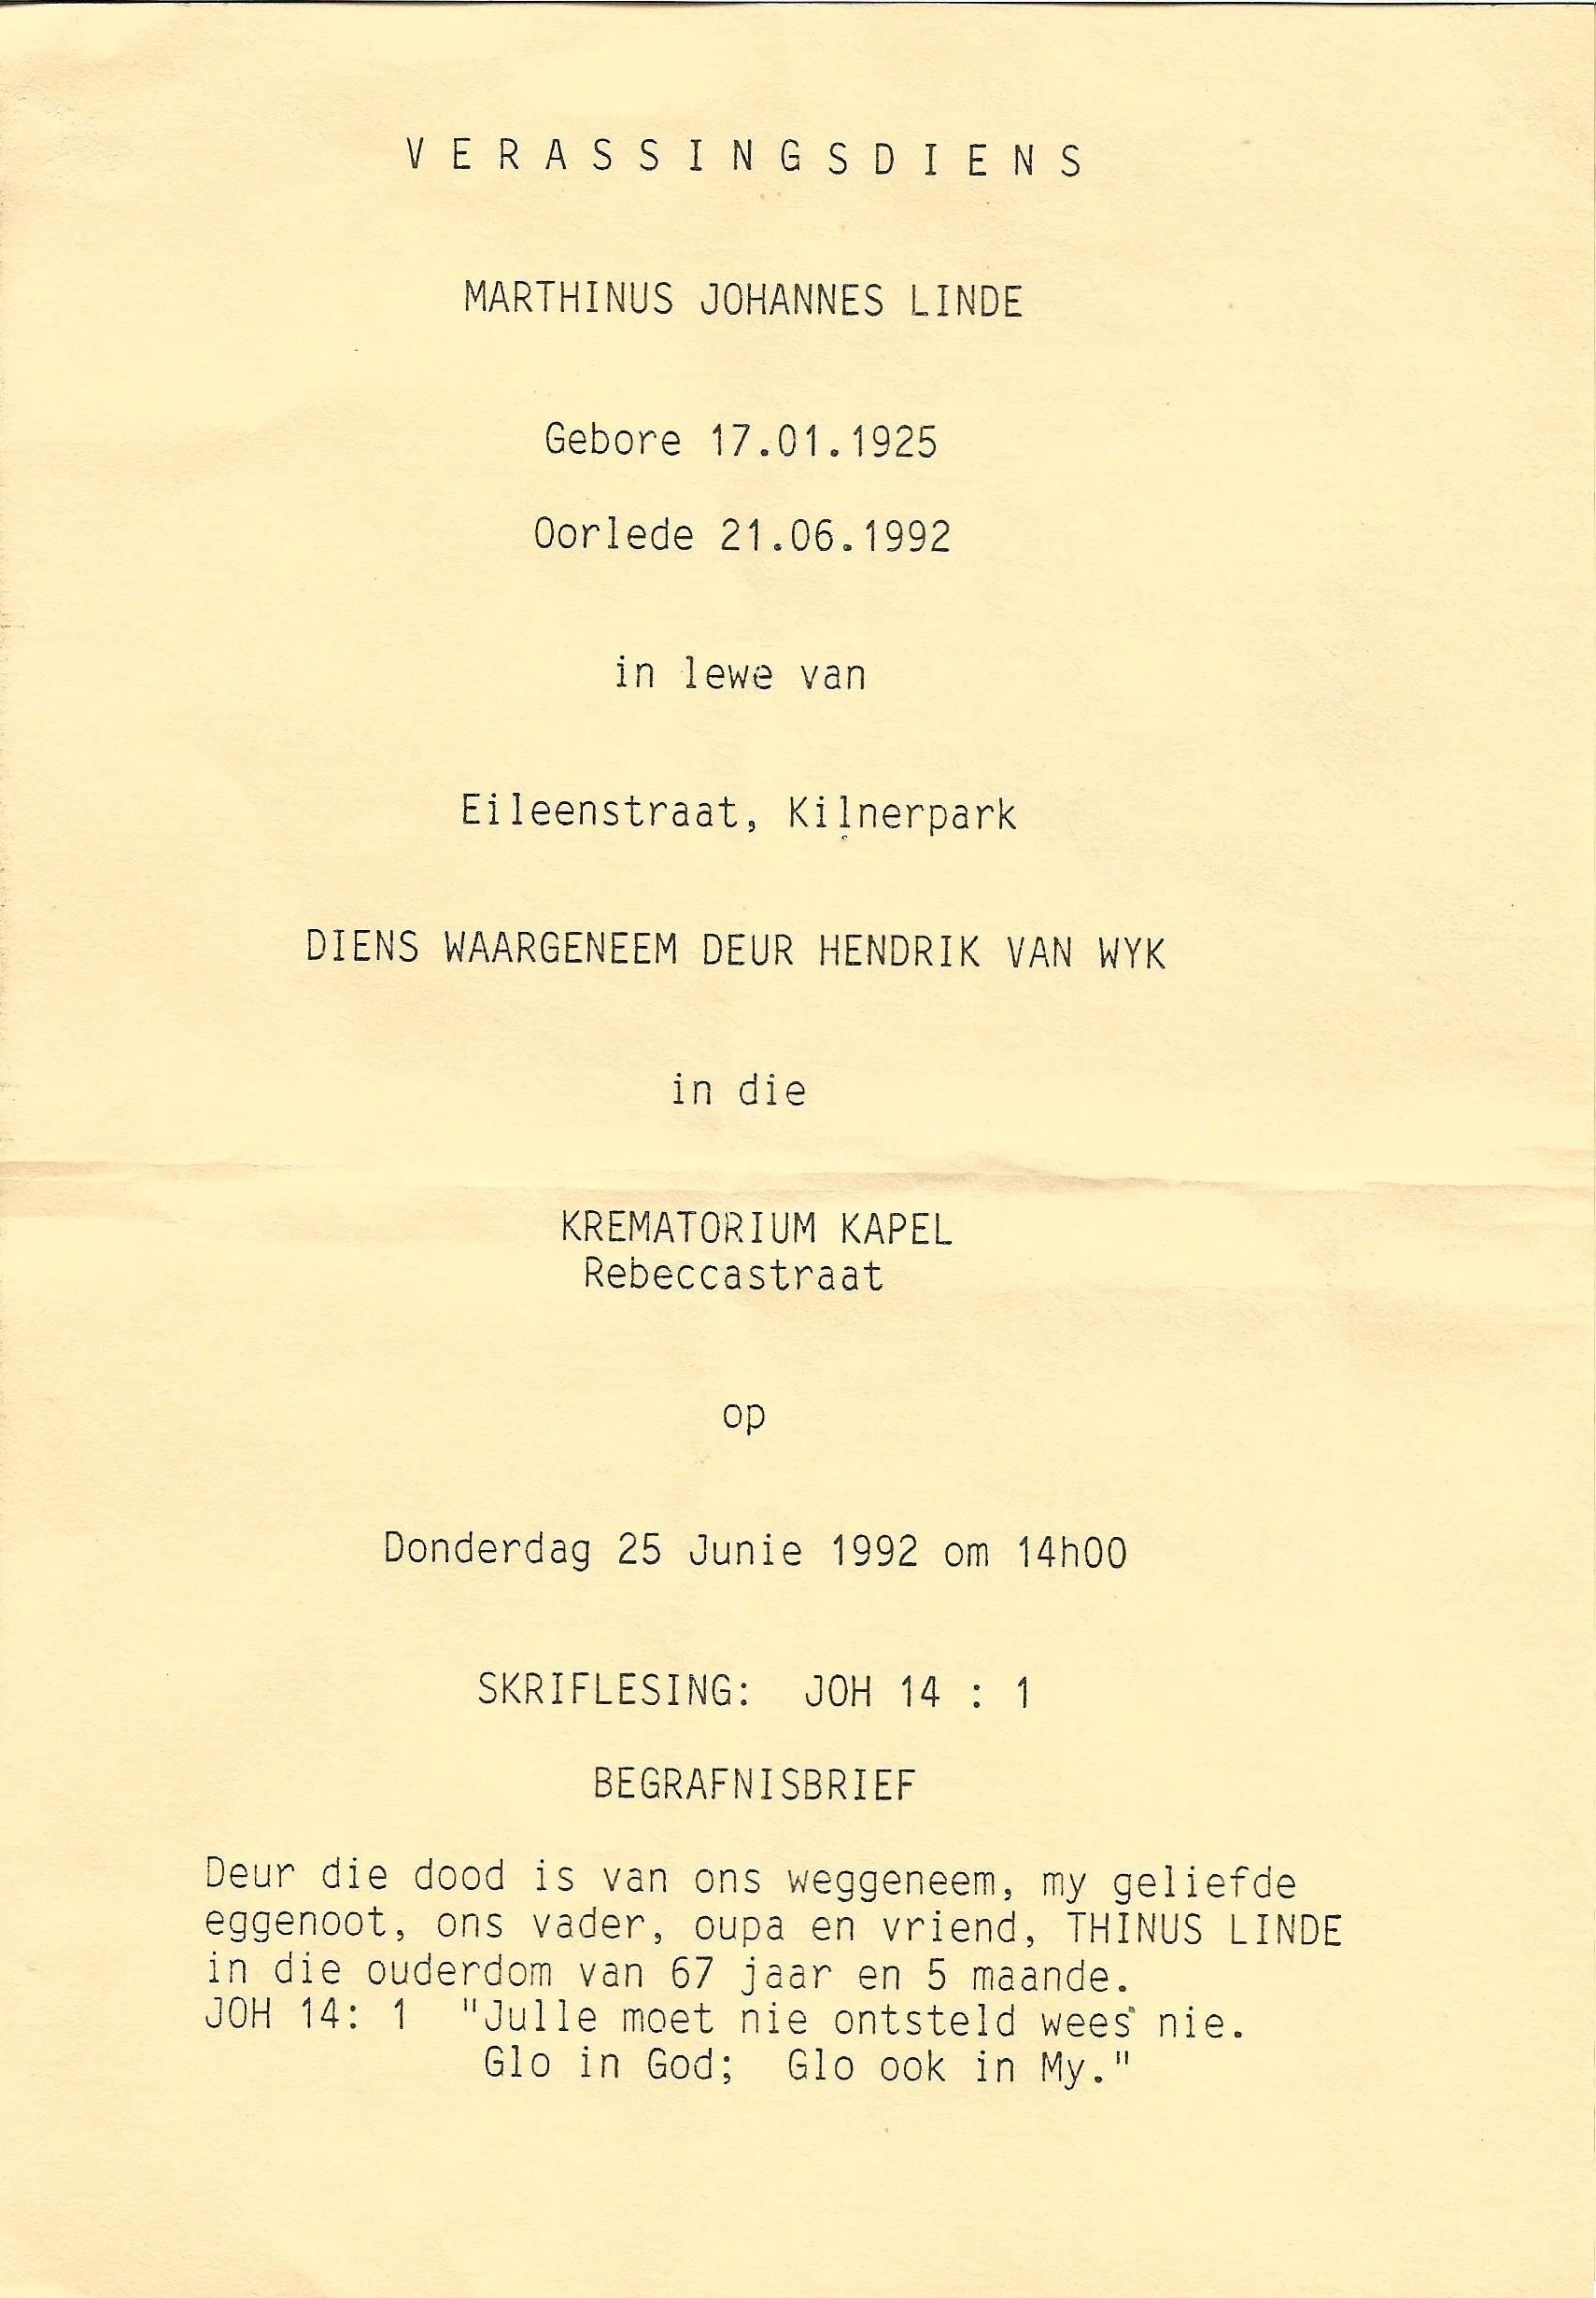 V E R A S S I N G S D I E N S
MARTHINUS JOHANNES LINDE
Gebore 17.01.1925
Oorlede 21.06.1992
in lewe van
Eileenstraat, Kilnerpark
DIENS WAARGENEEM DEUR HENDRIK VAN WYK
in die
KREMATORIUM KAPEL
Rebeccastraat
op
Donderdag 25 Junie 1992 om 14h00
SKRIFLESING: JOH 14 : 1
BEGRAFNISBRIEF
Deur die dood is van ons weggeneem, my geliefde
eggenoot, ons vader, oupa en vriend, THINUS LINDE
in die ouderdom van 67 jaar en 5 maande.
JOH 14: 1 "Julle moet nie ontsteld wees nie.
Glo in God; Glo ook in My."